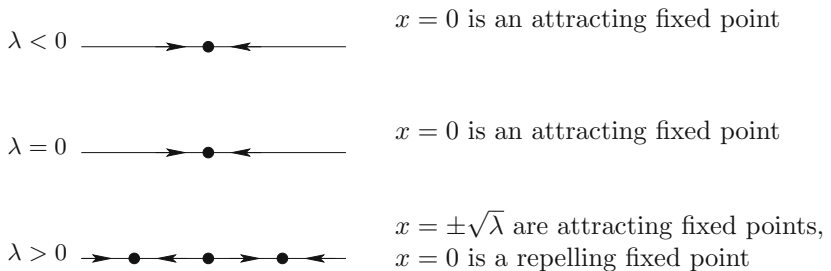 λ < 0
x = 0 is an attracting fixed point
λ = 0
x = 0 is an attracting fixed point
λ > 0
x = ±√λ are attracting fixed points,
x = 0 is a repelling fixed point